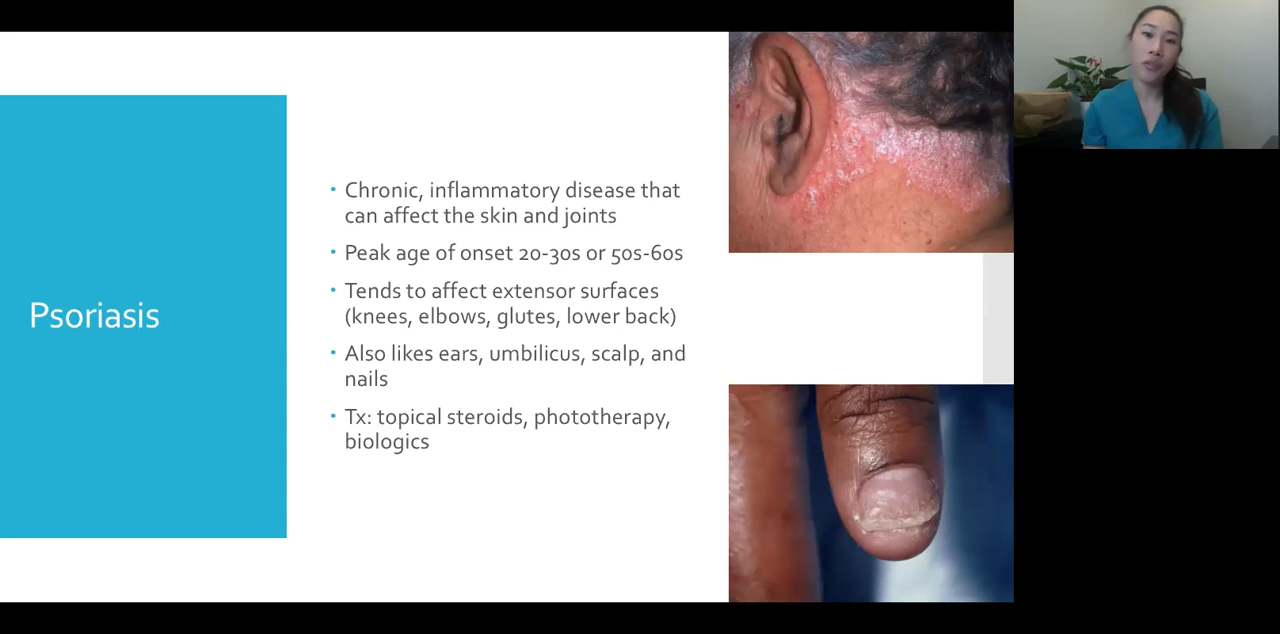 Psoriasis
• Chronic, inflammatory disease that
can affect the skin and joints
• Peak age of onset 20-30s or 50s-60s
• Tends to affect extensor surfaces
(knees, elbows, glutes, lower back)
• Also likes ears, umbilicus, scalp, and
nails
• Tx: topical steroids, phototherapy,
biologics